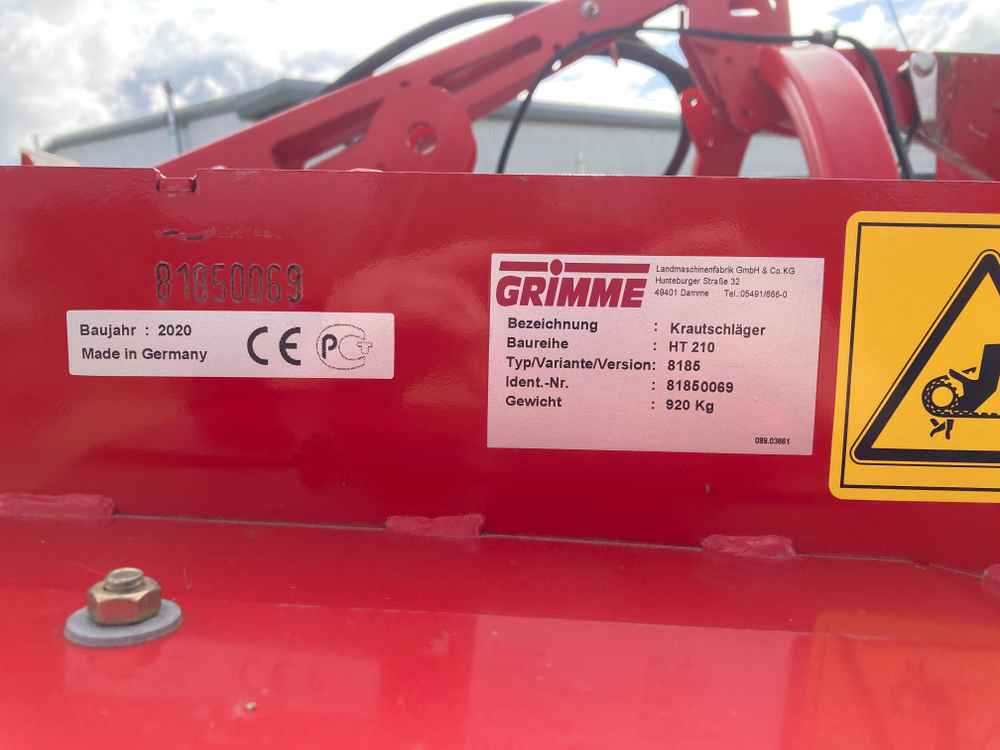 81850069
Baujahr : 2020
Made in Germany
CE
PCT
GRIMME
Landmaschinenfabrik GmbH & Co.KG
Hunteburger Straße 32
49401 Damme Tel.:05491/666-0
Bezeichnung : Krautschläger
Baureihe : HT 210
Typ/Variante/Version: 8185
Ident.-Nr. : 81850069
Gewicht : 920 Kg
089.03661